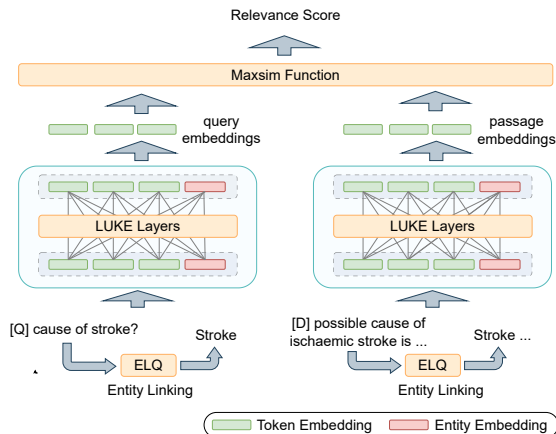 Relevance Score
Maxsim Function
query
embeddings
passage
embeddings
LUKE Layers
LUKE Layers
[Q] cause of stroke?
Stroke
[D] possible cause of
ischaemic stroke is ...
Stroke ...
ELQ
ELQ
Entity Linking
Entity Linking
Token Embedding
Entity Embedding